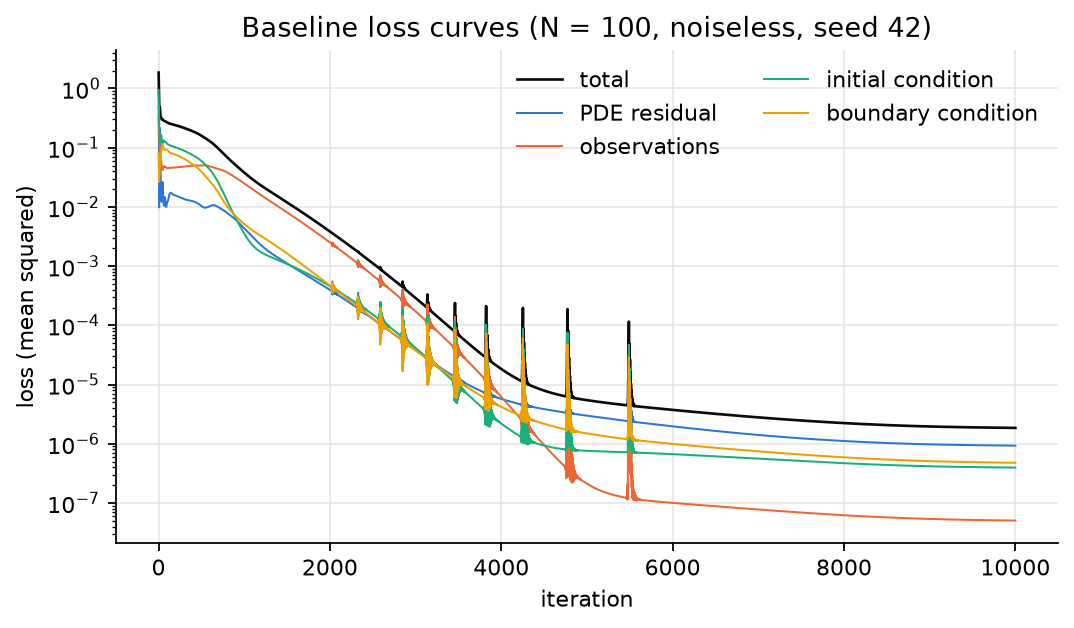 Baseline loss curves (N = 100, noiseless, seed 42)
total
PDE residual
observations
initial condition
boundary condition
loss (mean squared)
10⁰
10⁻¹
10⁻²
10⁻³
10⁻⁴
10⁻⁵
10⁻⁶
10⁻⁷
0 2000 4000 6000 8000 10000
iteration